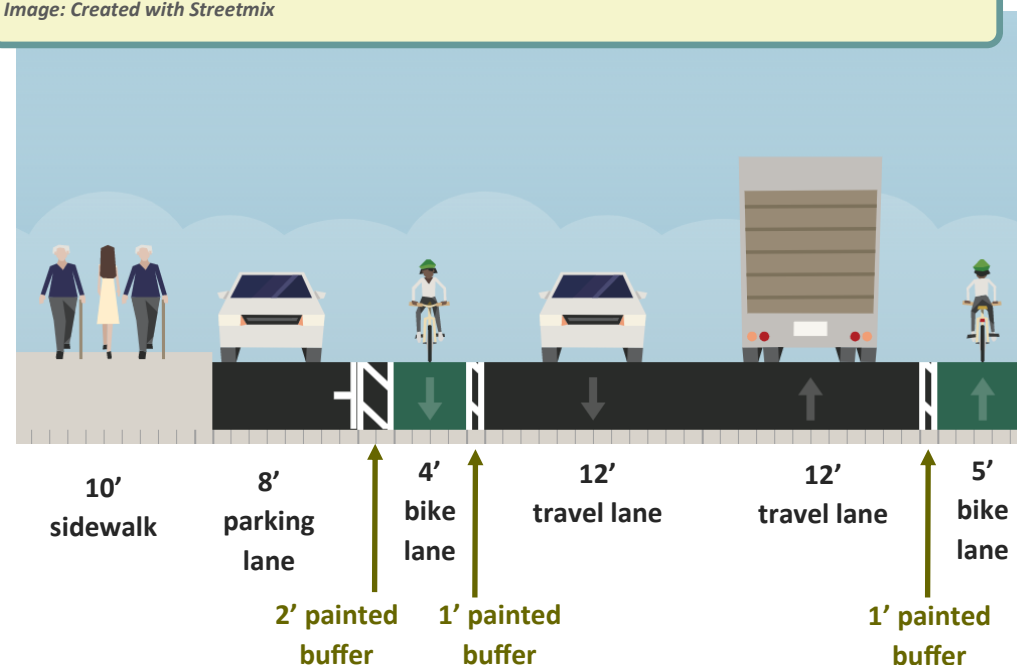 Image: Created with Streetmix
10’
sidewalk
8’
parking
lane
4’
bike
lane
12’
travel lane
12’
travel lane
5’
bike
lane
2’ painted
buffer
1’ painted
buffer
1’ painted
buffer